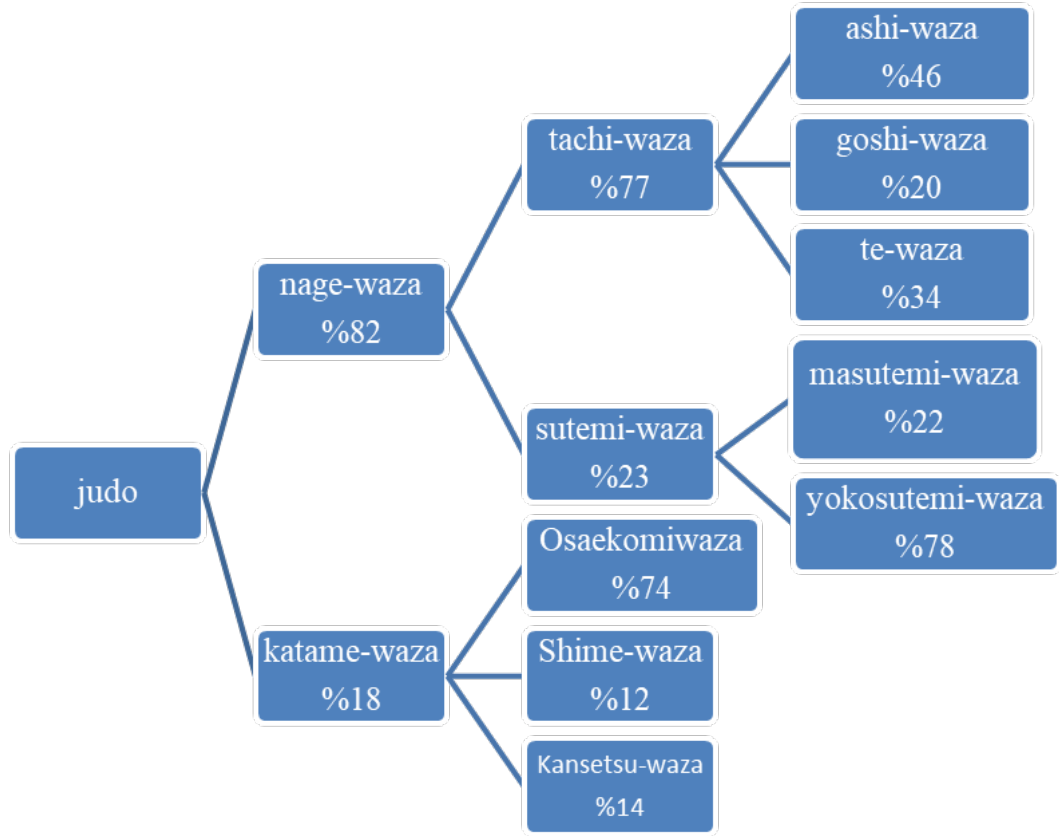 judo
nage-waza
%82
tachi-waza
%77
ashi-waza
%46
goshi-waza
%20
te-waza
%34
sutemi-waza
%23
masutemi-waza
%22
yokosutemi-waza
%78
katame-waza
%18
Osaekomiwaza
%74
Shime-waza
%12
Kansetsu-waza
%14